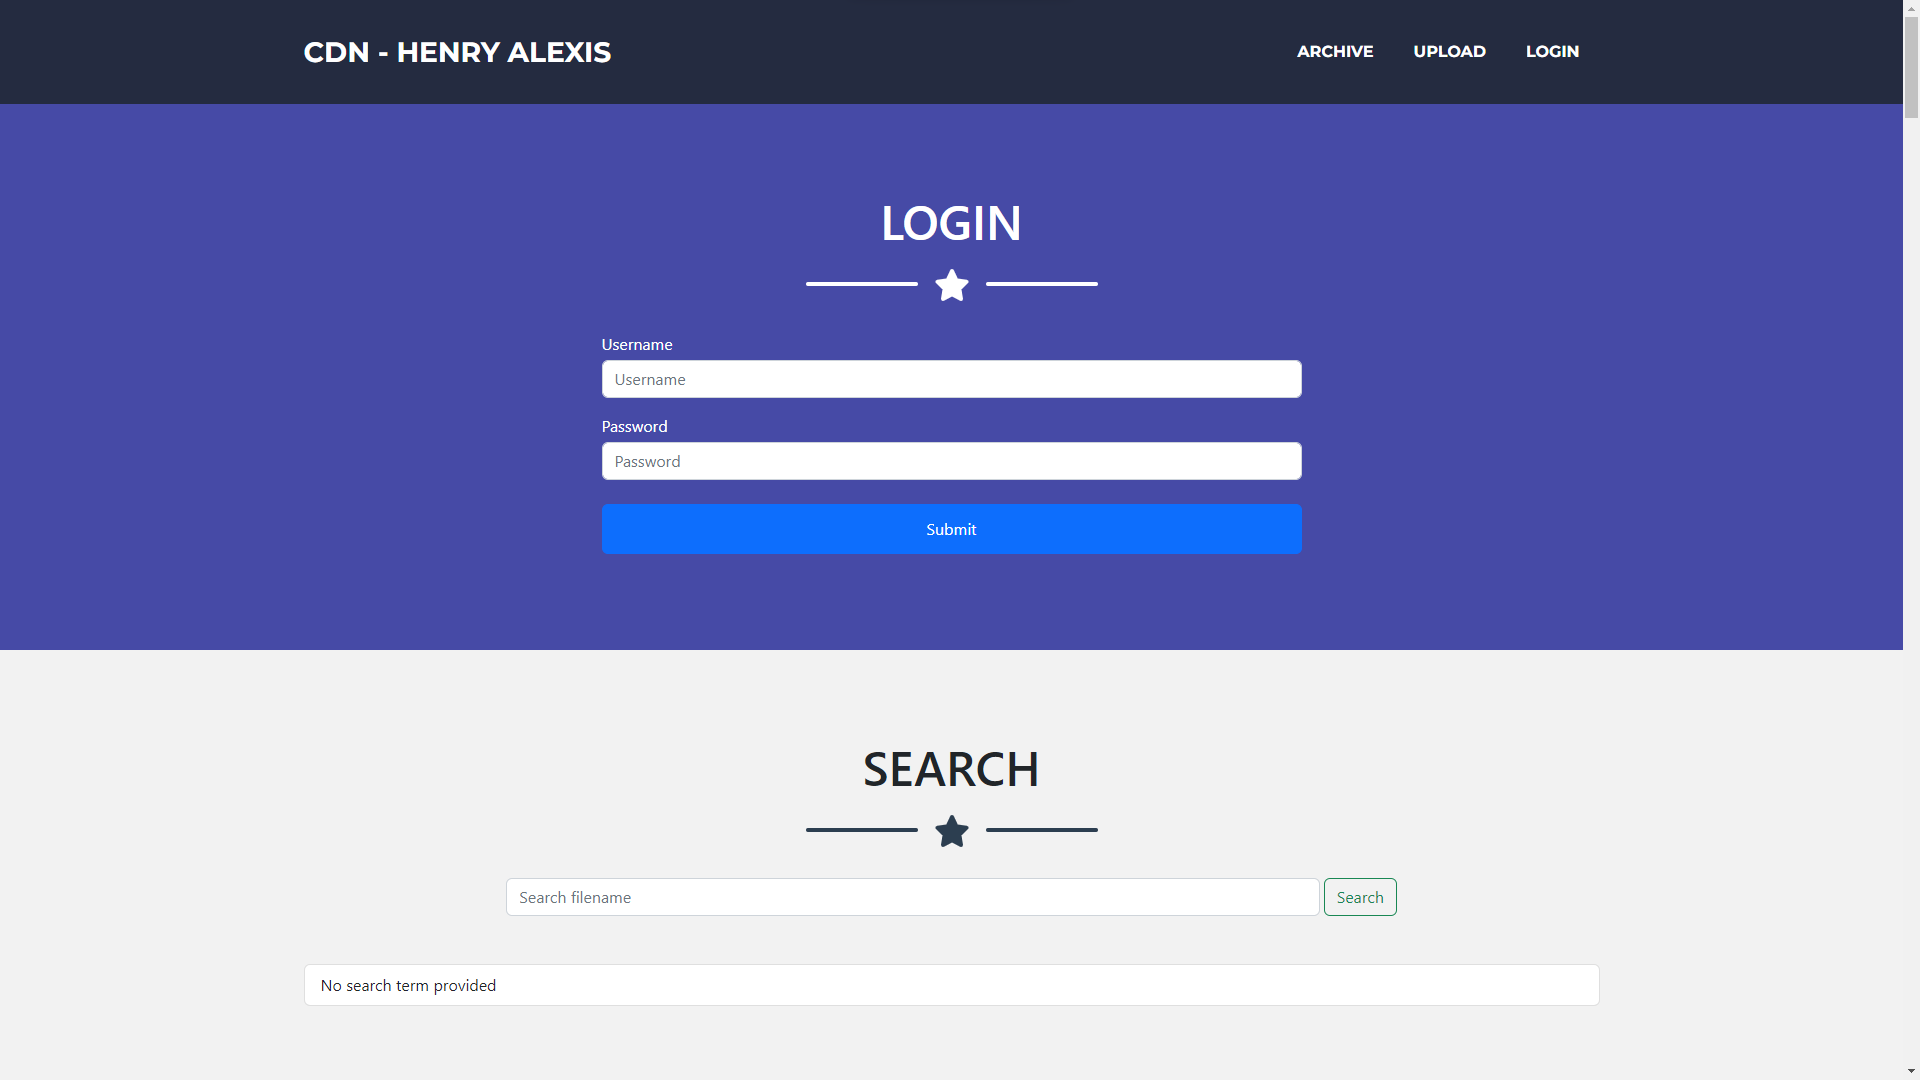 CDN - HENRY ALEXIS
ARCHIVE
UPLOAD
LOGIN
LOGIN
Username
Username
Password
Password
Submit
SEARCH
Search filename
Search
No search term provided